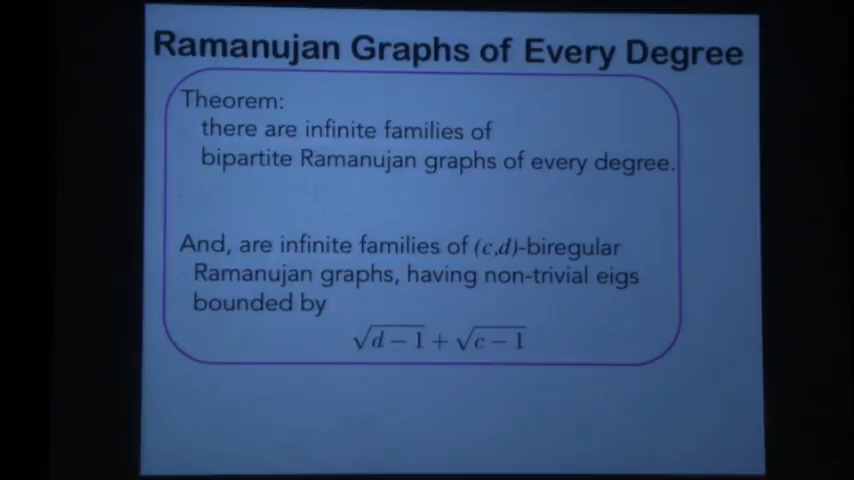 Ramanujan Graphs of Every Degree
Theorem:
there are infinite families of
bipartite Ramanujan graphs of every degree.
And, are infinite families of (c,d)-biregular
Ramanujan graphs, having non-trivial eigs
bounded by
√d − 1 + √c − 1